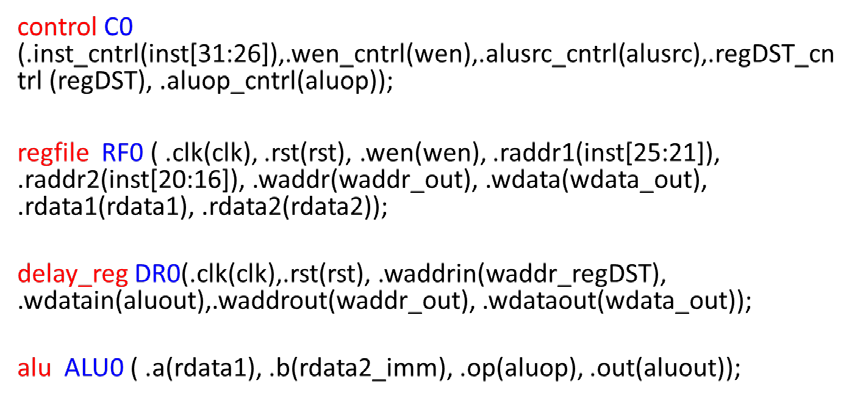 control C0
(.inst_cntrl(inst[31:26]),.wen_cntrl(wen),.alusrc_cntrl(alusrc),.regDST_cn
trl (regDST), .aluop_cntrl(aluop));
regfile RF0 ( .clk(clk), .rst(rst), .wen(wen), .raddr1(inst[25:21]),
.raddr2(inst[20:16]), .waddr(waddr_out), .wdata(wdata_out),
.rdata1(rdata1), .rdata2(rdata2));
delay_reg DR0(.clk(clk),.rst(rst), .waddrin(waddr_regDST),
.wdatain(aluout),.waddrout(waddr_out), .wdataout(wdata_out));
alu ALU0 ( .a(rdata1), .b(rdata2_imm), .op(aluop), .out(aluout));